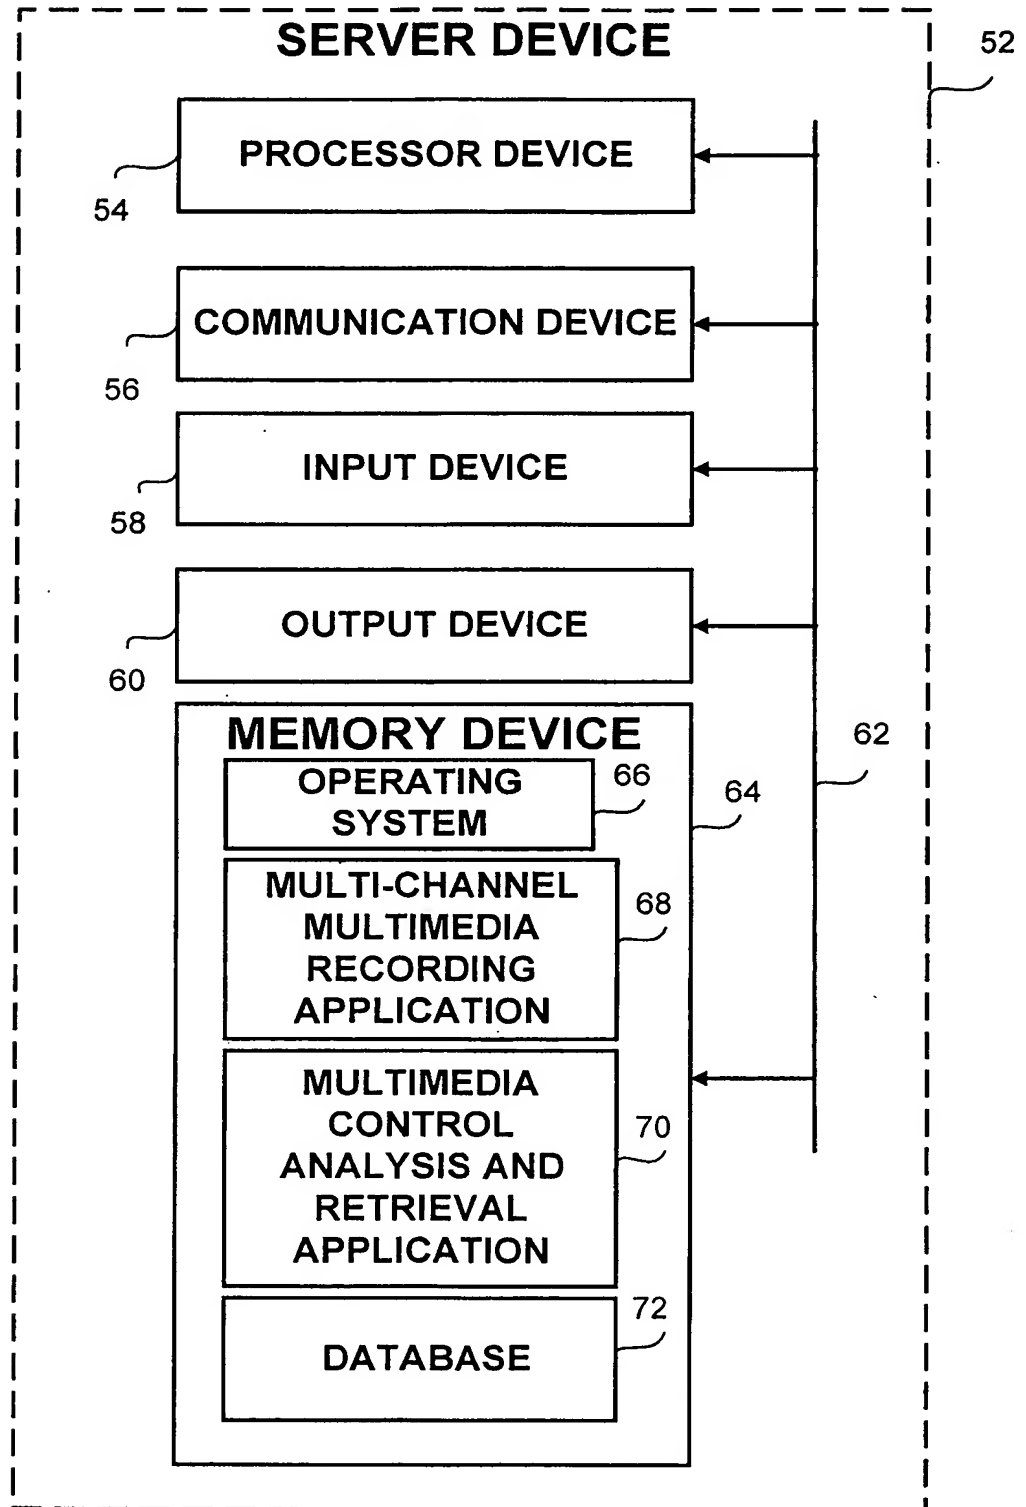 SERVER DEVICE
52
PROCESSOR DEVICE
54
COMMUNICATION DEVICE
56
INPUT DEVICE
58
OUTPUT DEVICE
60
MEMORY DEVICE
62
64
OPERATING
SYSTEM
66
MULTI-CHANNEL
MULTIMEDIA
RECORDING
APPLICATION
68
MULTIMEDIA
CONTROL
ANALYSIS AND
RETRIEVAL
APPLICATION
70
DATABASE
72